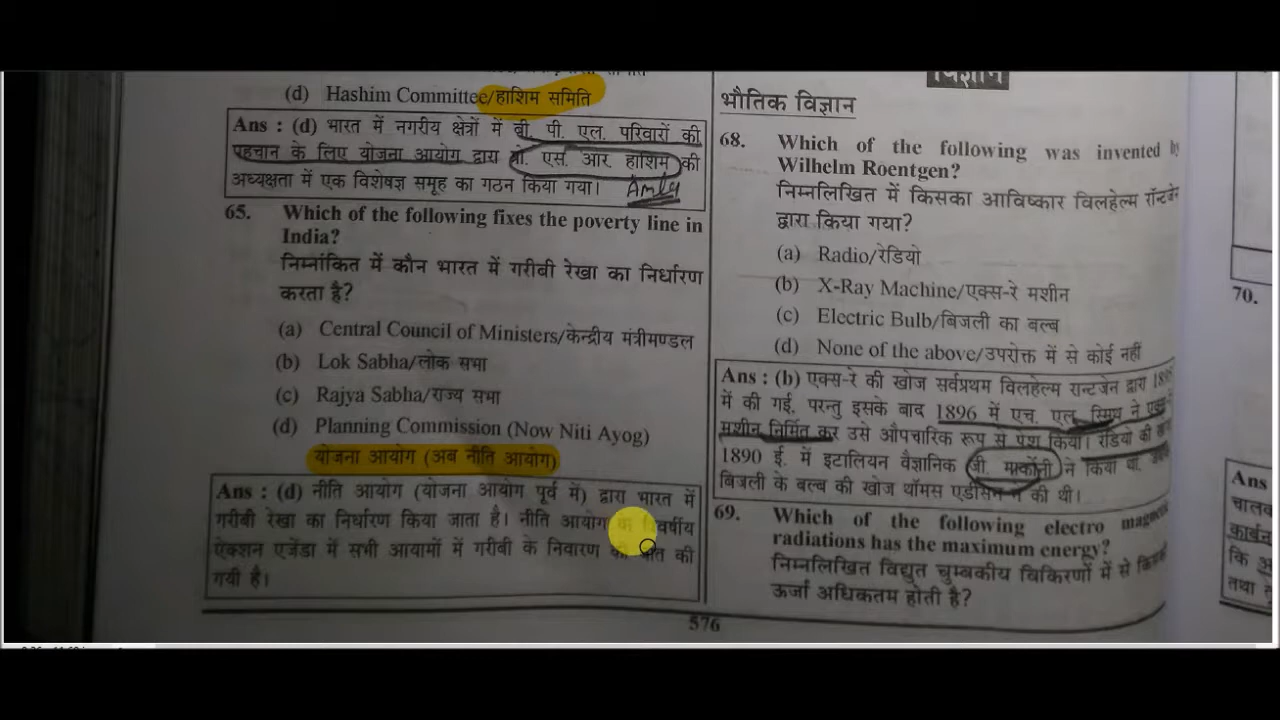 (d) Hashim Committee/हाशिम समिति
Ans : (d) भारत में नगरीय क्षेत्रों में बी. पी. एल. परिवारों की
पहचान के लिए योजना आयोग द्वारा प्रो. एस. आर हाशिम की
अध्यक्षता में एक विशेषज्ञ समूह का गठन किया गया।
65. Which of the following fixes the poverty line in
India?
निम्नांकित में कौन भारत में गरीबी रेखा का निर्धारण
करता है?
(a) Central Council of Ministers/केन्द्रीय मंत्रीमण्डल
(b) Lok Sabha/लोक सभा
(c) Rajya Sabha/राज्य सभा
(d) Planning Commission (Now Niti Ayog)
योजना आयोग (अब नीति आयोग)
Ans : (d) नीति आयोग (योजना आयोग पूर्व में) द्वारा भारत में
गरीबी रेखा का निर्धारण किया जाता है। नीति आयोग
ऐक्शन एजेंडा में सभी आयामों में गरीबी के निवारण की बात की
गयी है।
576
विज्ञान
भौतिक विज्ञान
68. Which of the following was invented by
Wilhelm Roentgen?
निम्नलिखित में किसका आविष्कार विलहेल्म रॉन्टजेन
द्वारा किया गया?
(a) Radio/रेडियो
(b) X-Ray Machine/एक्स-रे मशीन
(c) Electric Bulb/बिजली का बल्ब
(d) None of the above/उपरोक्त में से कोई नहीं
Ans : (b) एक्स-रे की खोज सर्वप्रथम विलहेल्म रान्टजेन द्वारा
में की गई, परन्तु इसके बाद 1896 में एच. एल. स्मिथ ने
मशीन निर्मित कर उसे औपचारिक रूप से पेश किया। रेडियो की
1890 ई. में इटालियन वैज्ञानिक जी. मार्कोनी ने किया था,
बिजली के बल्ब की खोज थॉमस एडीसन ने की थी।
69. Which of the following electro
radiations has the maximum energy?
निम्नलिखित विद्युत चुम्बकीय विकिरणों में से
ऊर्जा अधिकतम होती है?
70.
Ans